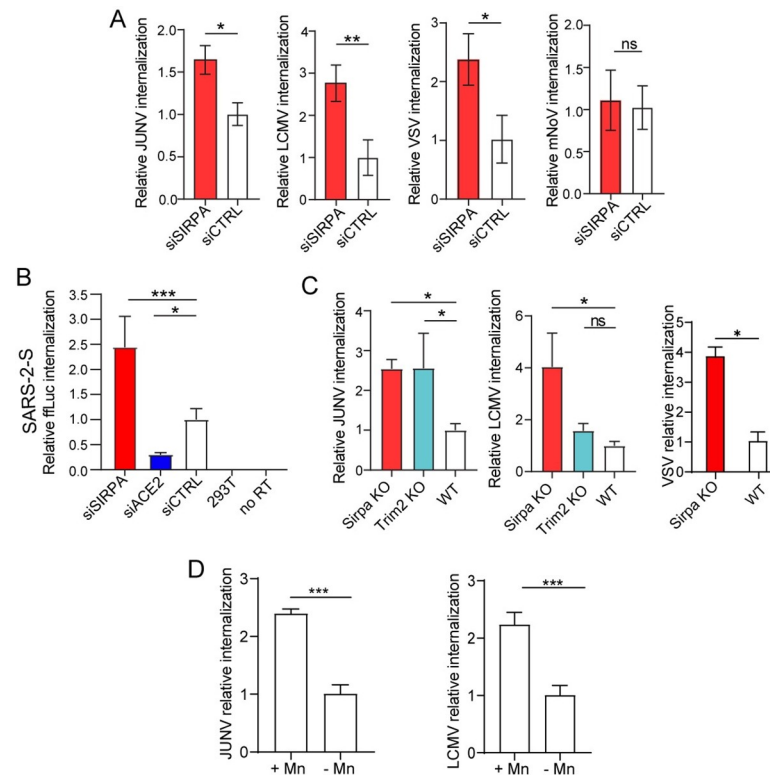 A
Relative JUNV internalization
2.0
1.5
1.0
0.5
0.0
*
siSIRPA
siCTRL
Relative LCMV internalization
6
4
3
2
1
0
**
siSIRPA
siCTRL
Relative VSV internalization
3
2
1
0
*
siSIRPA
siCTRL
Relative mNoV internalization
2.0
1.5
1.0
0.5
0.0
ns
siSIRPA
siCTRL
B
SARS-2-S
Relative ffLuc internalization
3.5
3.0
2.5
2.0
1.5
1.0
0.5
0.0
***
*
siSIRPA
siACE2
siCTRL
293T
no RT
C
Relative JUNV internalization
4
3
2
1
0
*
*
Sirpa KO
Trim2 KO
WT
Relative LCMV internalization
6
4
2
0
*
ns
Sirpa KO
Trim2 KO
WT
VSV relative internalization
5
4
3
2
1
0
*
Sirpa KO
WT
D
JUNV relative internalization
3
2
1
0
***
+ Mn
- Mn
LCMV relative internalization
3
2
1
0
***
+ Mn
- Mn